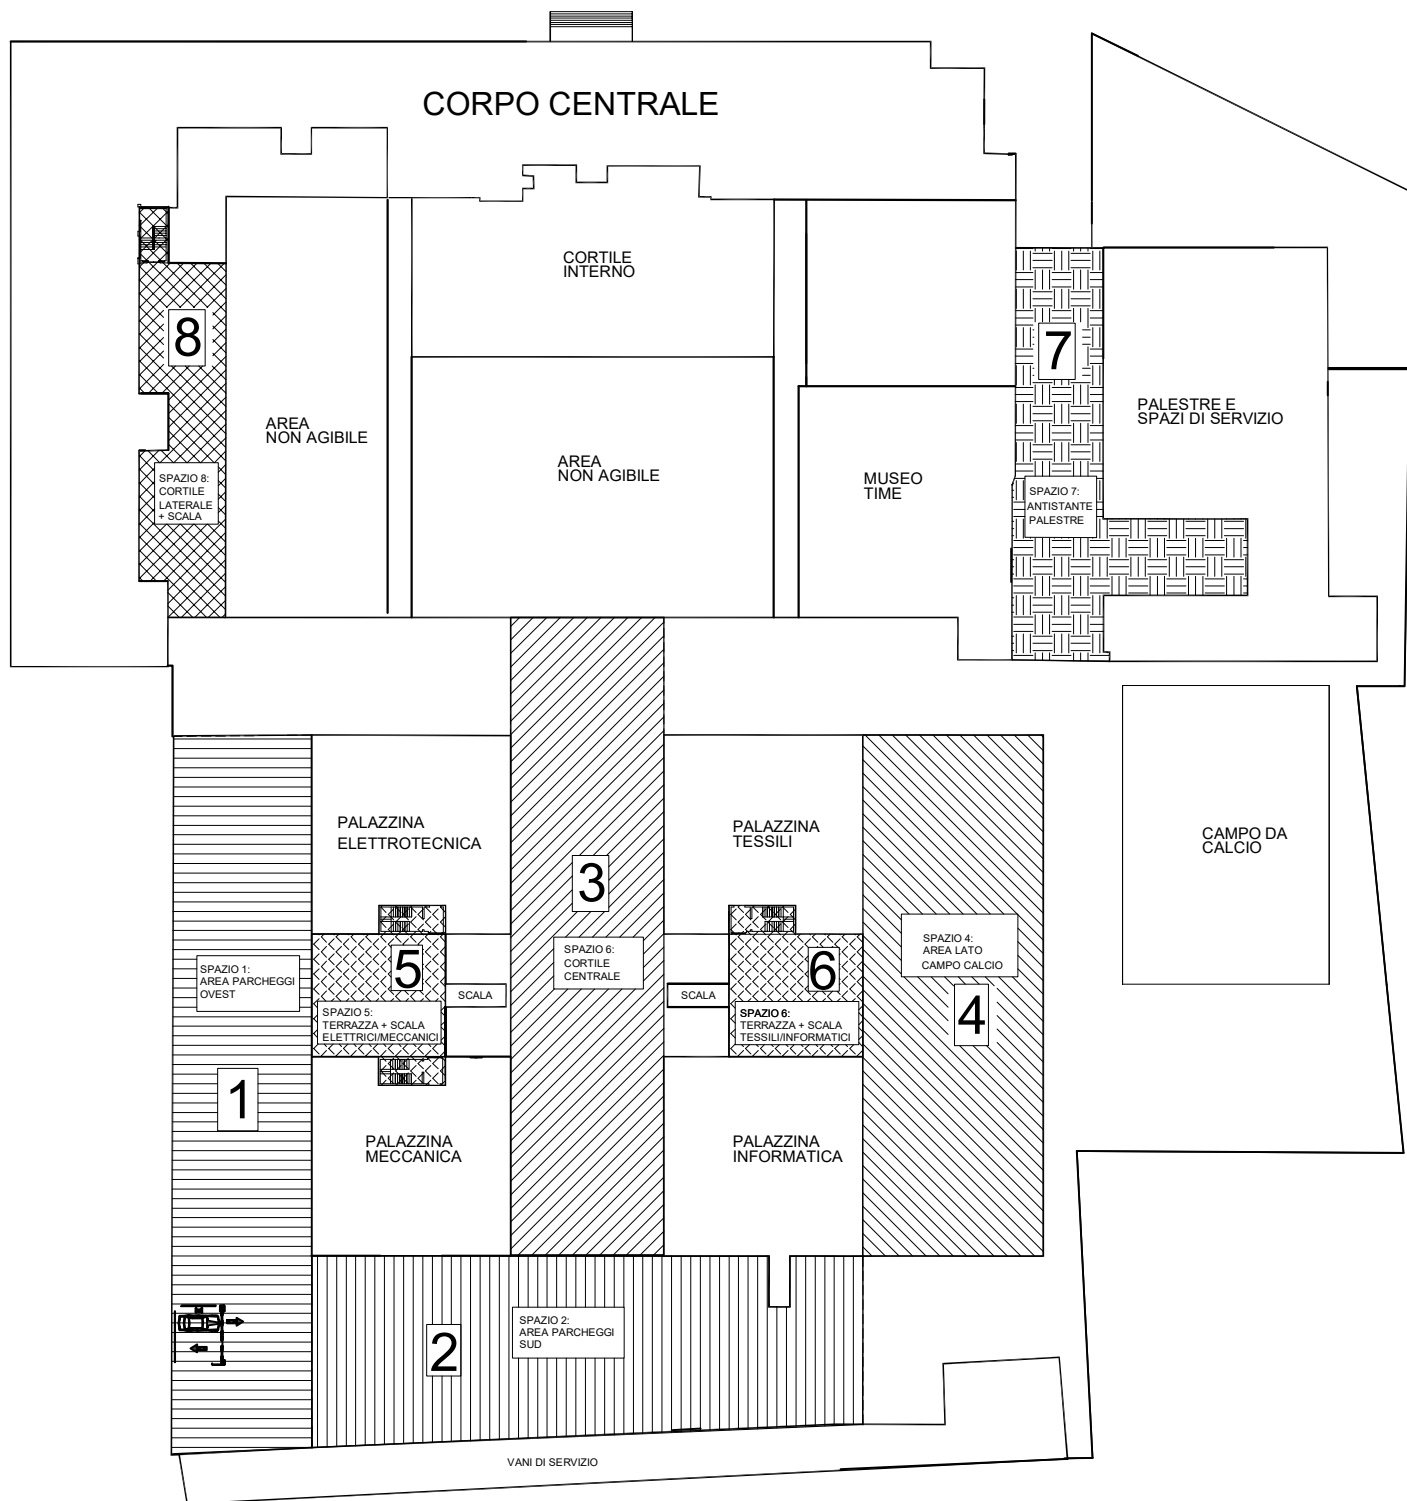 CORPO CENTRALE
CORTILE
INTERNO
8
7
AREA
NON AGIBILE
PALESTRE E
SPAZI DI SERVIZIO
AREA
NON AGIBILE
MUSEO
TIME
SPAZIO 8:
CORTILE
LATERALE
+ SCALA
SPAZIO 7:
ANTISTANTE
PALESTRE
PALAZZINA
ELETTROTECNICA
PALAZZINA
TESSILI
CAMPO DA
CALCIO
3
SPAZIO 6:
CORTILE
CENTRALE
SPAZIO 4:
AREA LATO
CAMPO CALCIO
4
SPAZIO 1:
AREA PARCHEGGI
OVEST
5
SCALA
SCALA
6
SPAZIO 5:
TERRAZZA + SCALA
ELETTRICI/MECCANICI
SPAZIO 6:
TERRAZZA + SCALA
TESSILI/INFORMATICI
1
PALAZZINA
MECCANICA
PALAZZINA
INFORMATICA
2
SPAZIO 2:
AREA PARCHEGGI
SUD
VANI DI SERVIZIO